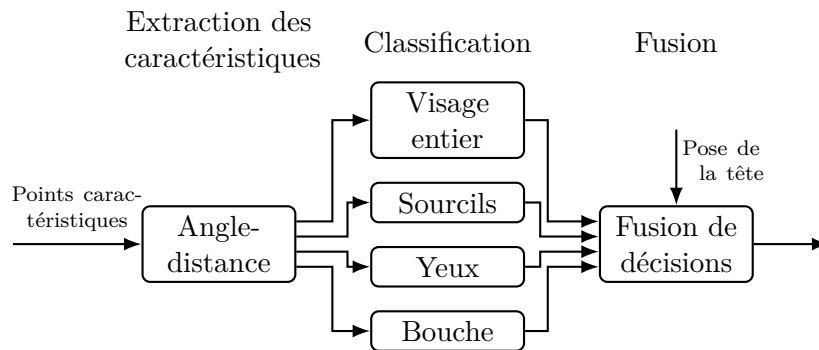 Extraction des
caractéristiques
Classification
Fusion
Visage
entier
Pose de
la tête
Points carac-
téristiques
Angle-
distance
Sourcils
Yeux
Bouche
Fusion de
décisions